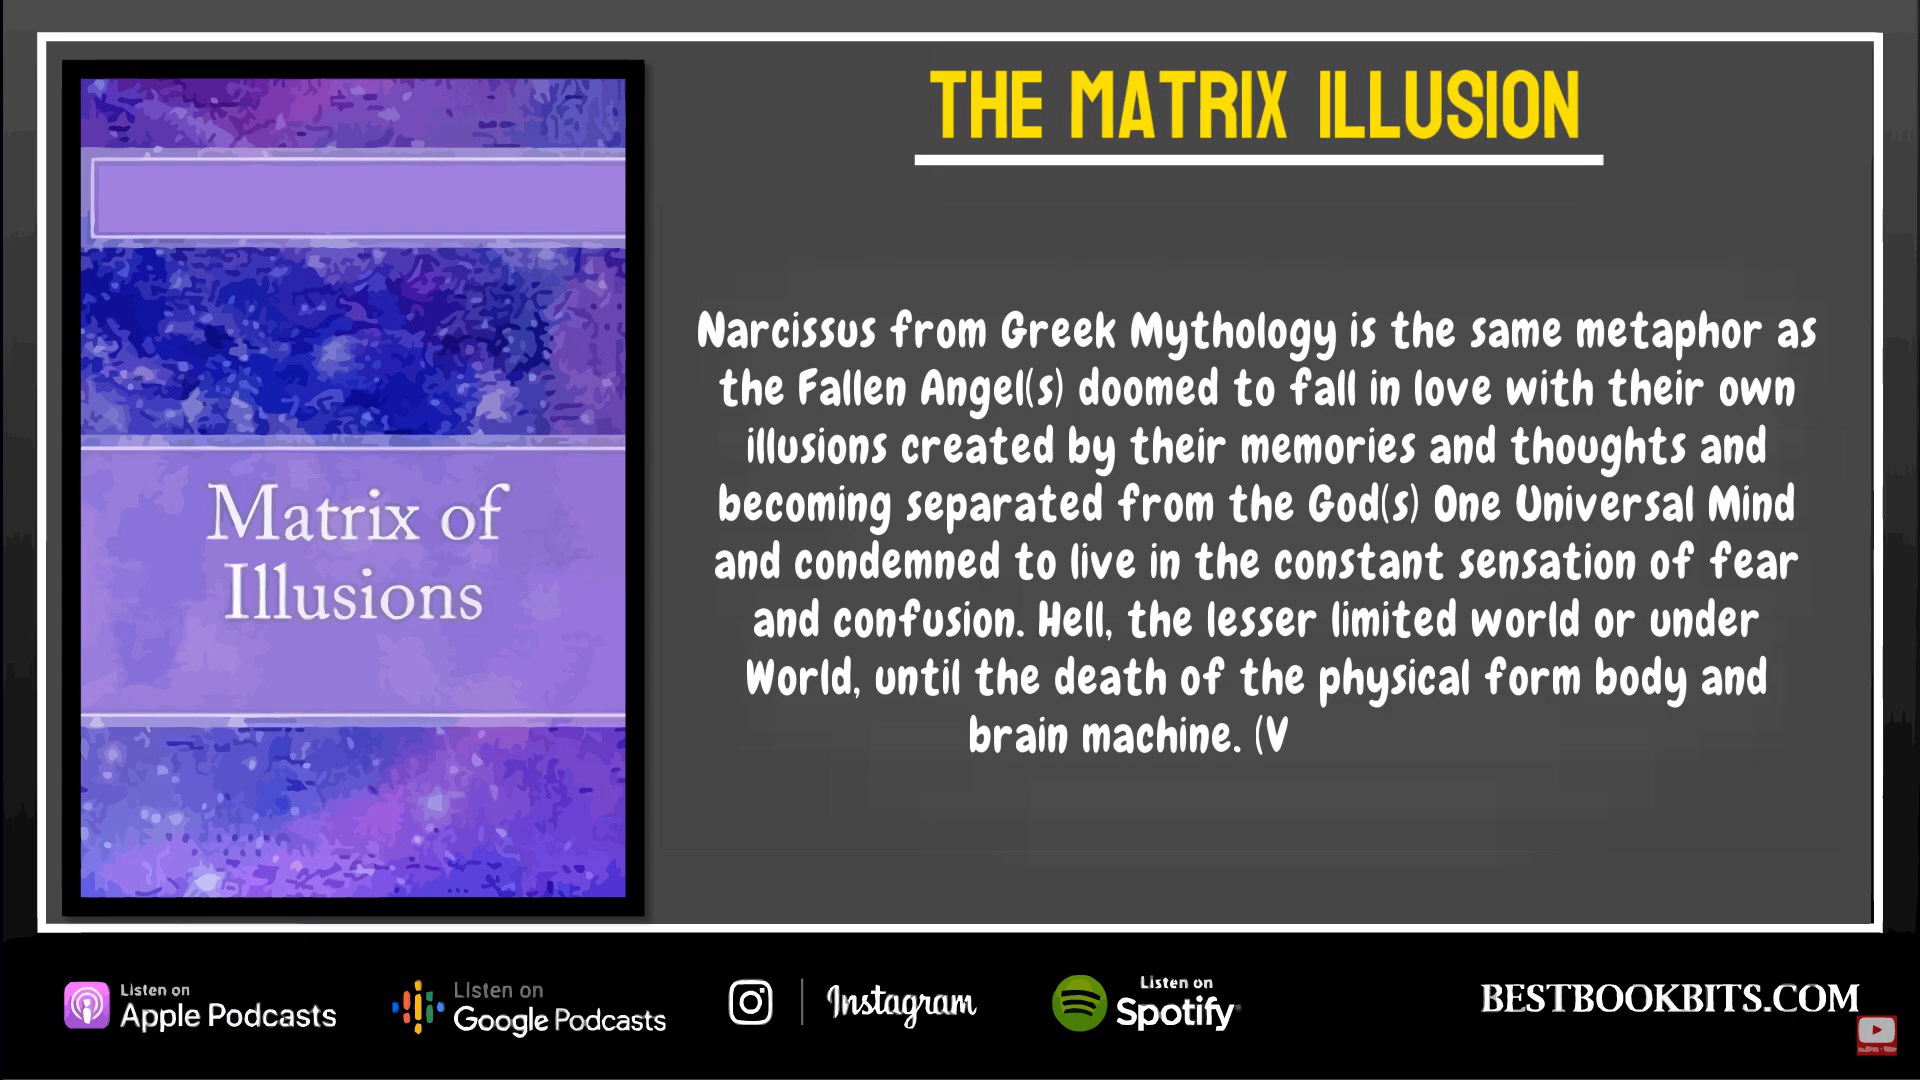 THE MATRIX ILLUSION
Matrix of
Illusions
Narcissus from Greek Mythology is the same metaphor as
the Fallen Angel(s) doomed to fall in love with their own
illusions created by their memories and thoughts and
becoming separated from the God(s) One Universal Mind
and condemned to live in the constant sensation of fear
and confusion. Hell, the lesser limited world or under
World, until the death of the physical form body and
brain machine. (V
Listen on
Apple Podcasts
Listen on
Google Podcasts
Instagram
Listen on
Spotify
BESTBOOKBITS.COM